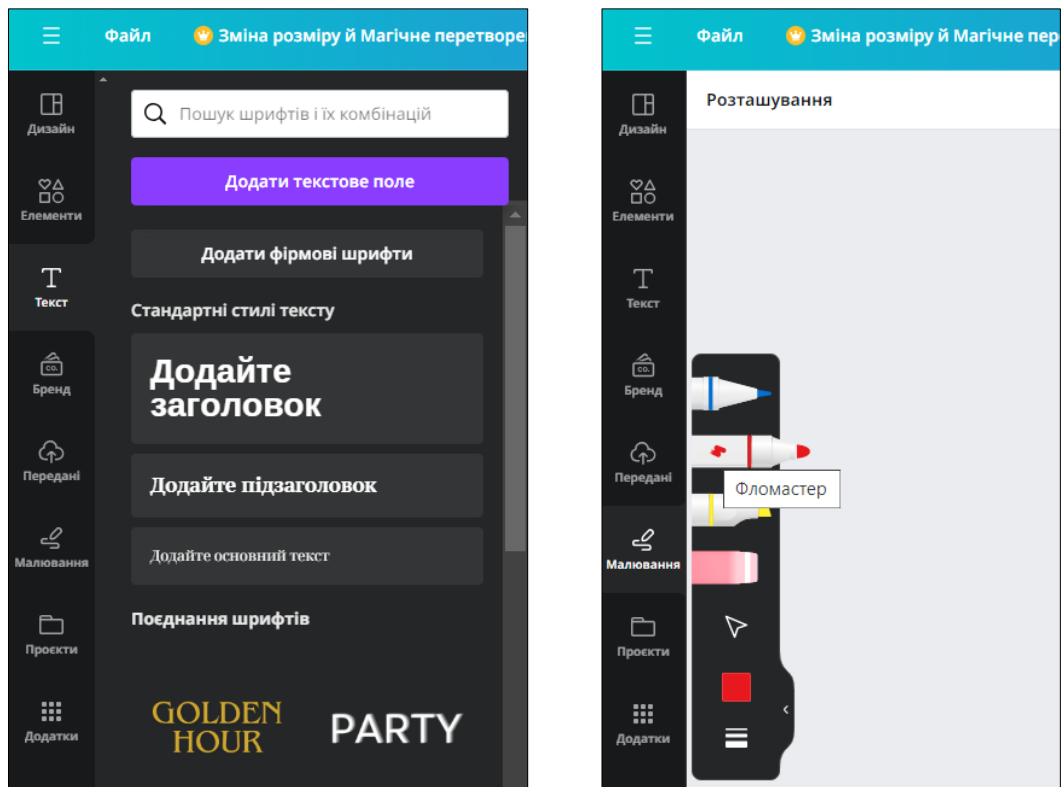 Файл
Зміна розміру й Магічне перетворе
Дизайн
Елементи
Текст
Бренд
CO.
Передані
Малювання
Проєкти
Додатки
Пошук шрифтів і їх комбінацій
Додати текстове поле
Додати фірмові шрифти
Стандартні стилі тексту
Додайте
заголовок
Додайте підзаголовок
Додайте основний текст
Поєднання шрифтів
GOLDEN
HOUR
PARTY
Файл
Зміна розміру й Магічне пер
Розташування
Дизайн
Елементи
Текст
Бренд
CO.
Передані
Малювання
Проєкти
Додатки
Фломастер